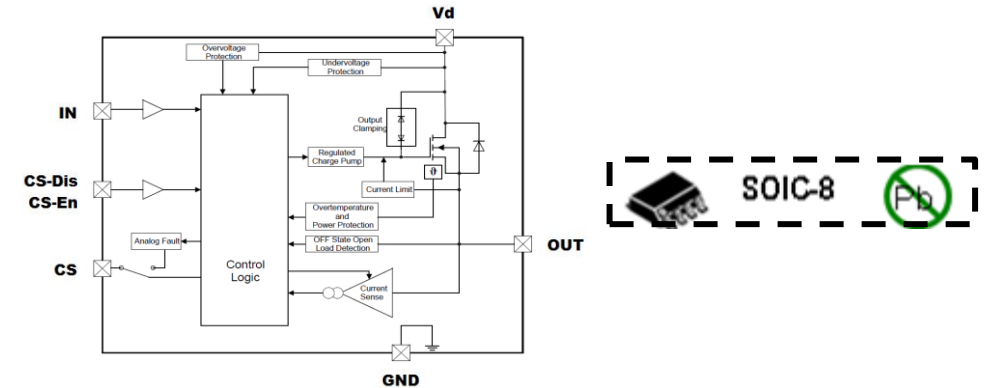 Vd
Overvoltage
Protection
Undervoltage
Protection
IN
Output
Clamping
Regulated
Charge Pump
CS-Dis
CS-En
Current Limit
Overtemperature
and
Power Protection
Analog Fault
OFF State Open
Load Detection
OUT
CS
Control
Logic
Current
Sense
GND
SOIC-8
Pb